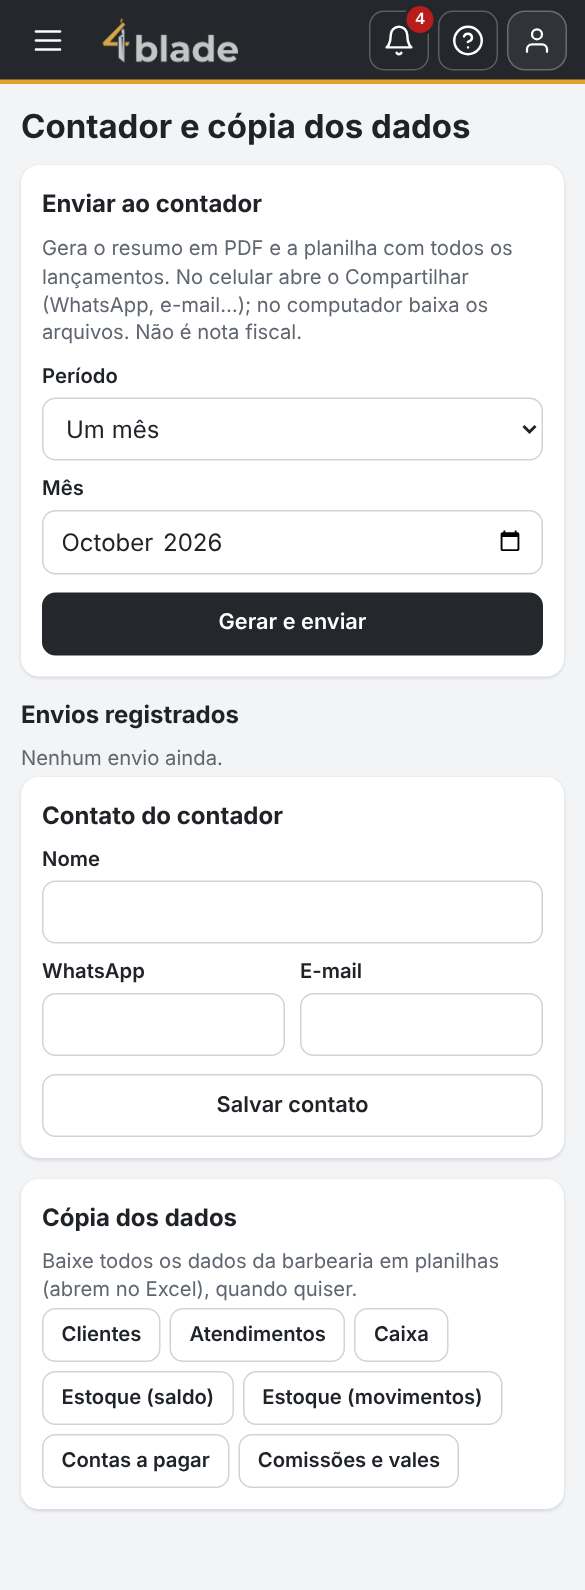 4blade
4
Contador e cópia dos dados
Enviar ao contador
Gera o resumo em PDF e a planilha com todos os
lançamentos. No celular abre o Compartilhar
(WhatsApp, e-mail...); no computador baixa os
arquivos. Não é nota fiscal.
Período
Um mês
Mês
October 2026
Gerar e enviar
Envios registrados
Nenhum envio ainda.
Contato do contador
Nome
WhatsApp E-mail
Salvar contato
Cópia dos dados
Baixe todos os dados da barbearia em planilhas
(abrem no Excel), quando quiser.
Clientes Atendimentos Caixa
Estoque (saldo) Estoque (movimentos)
Contas a pagar Comissões e vales